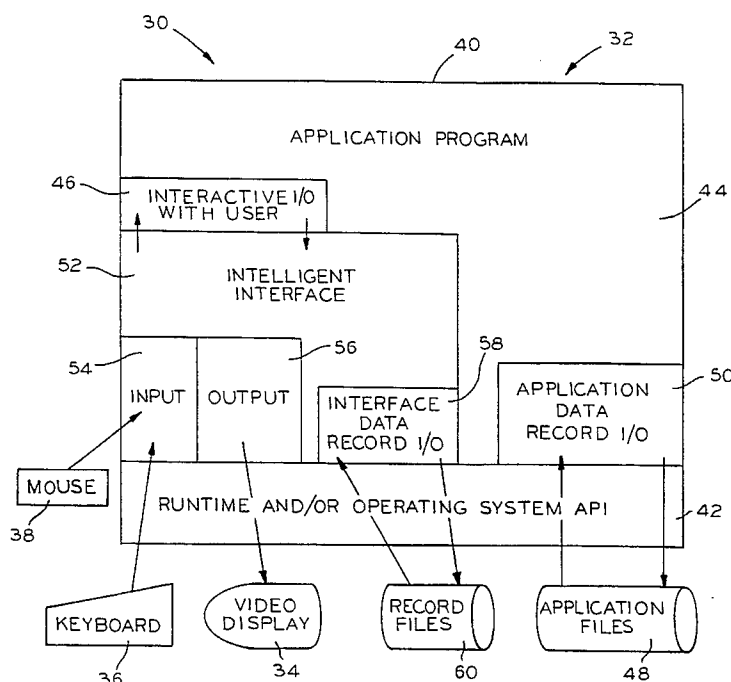 30
40
32
APPLICATION PROGRAM
46
INTERACTIVE I/O
WITH USER
44
52
INTELLIGENT
INTERFACE
54
56
58
50
INPUT
OUTPUT
INTERFACE
DATA
RECORD I/O
APPLICATION
DATA
RECORD I/O
MOUSE
38
RUNTIME AND/OR OPERATING SYSTEM API
42
KEYBOARD
36
VIDEO
DISPLAY
34
RECORD
FILES
60
APPLICATION
FILES
48